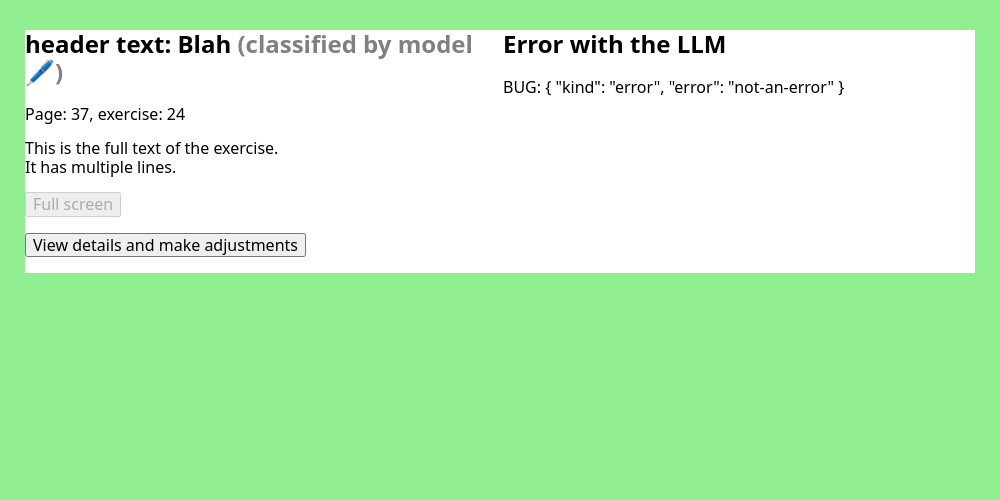 header text: Blah (classified by model
🖊️)
Page: 37, exercise: 24
This is the full text of the exercise.
It has multiple lines.
Full screen
View details and make adjustments
Error with the LLM
BUG: { "kind": "error", "error": "not-an-error" }